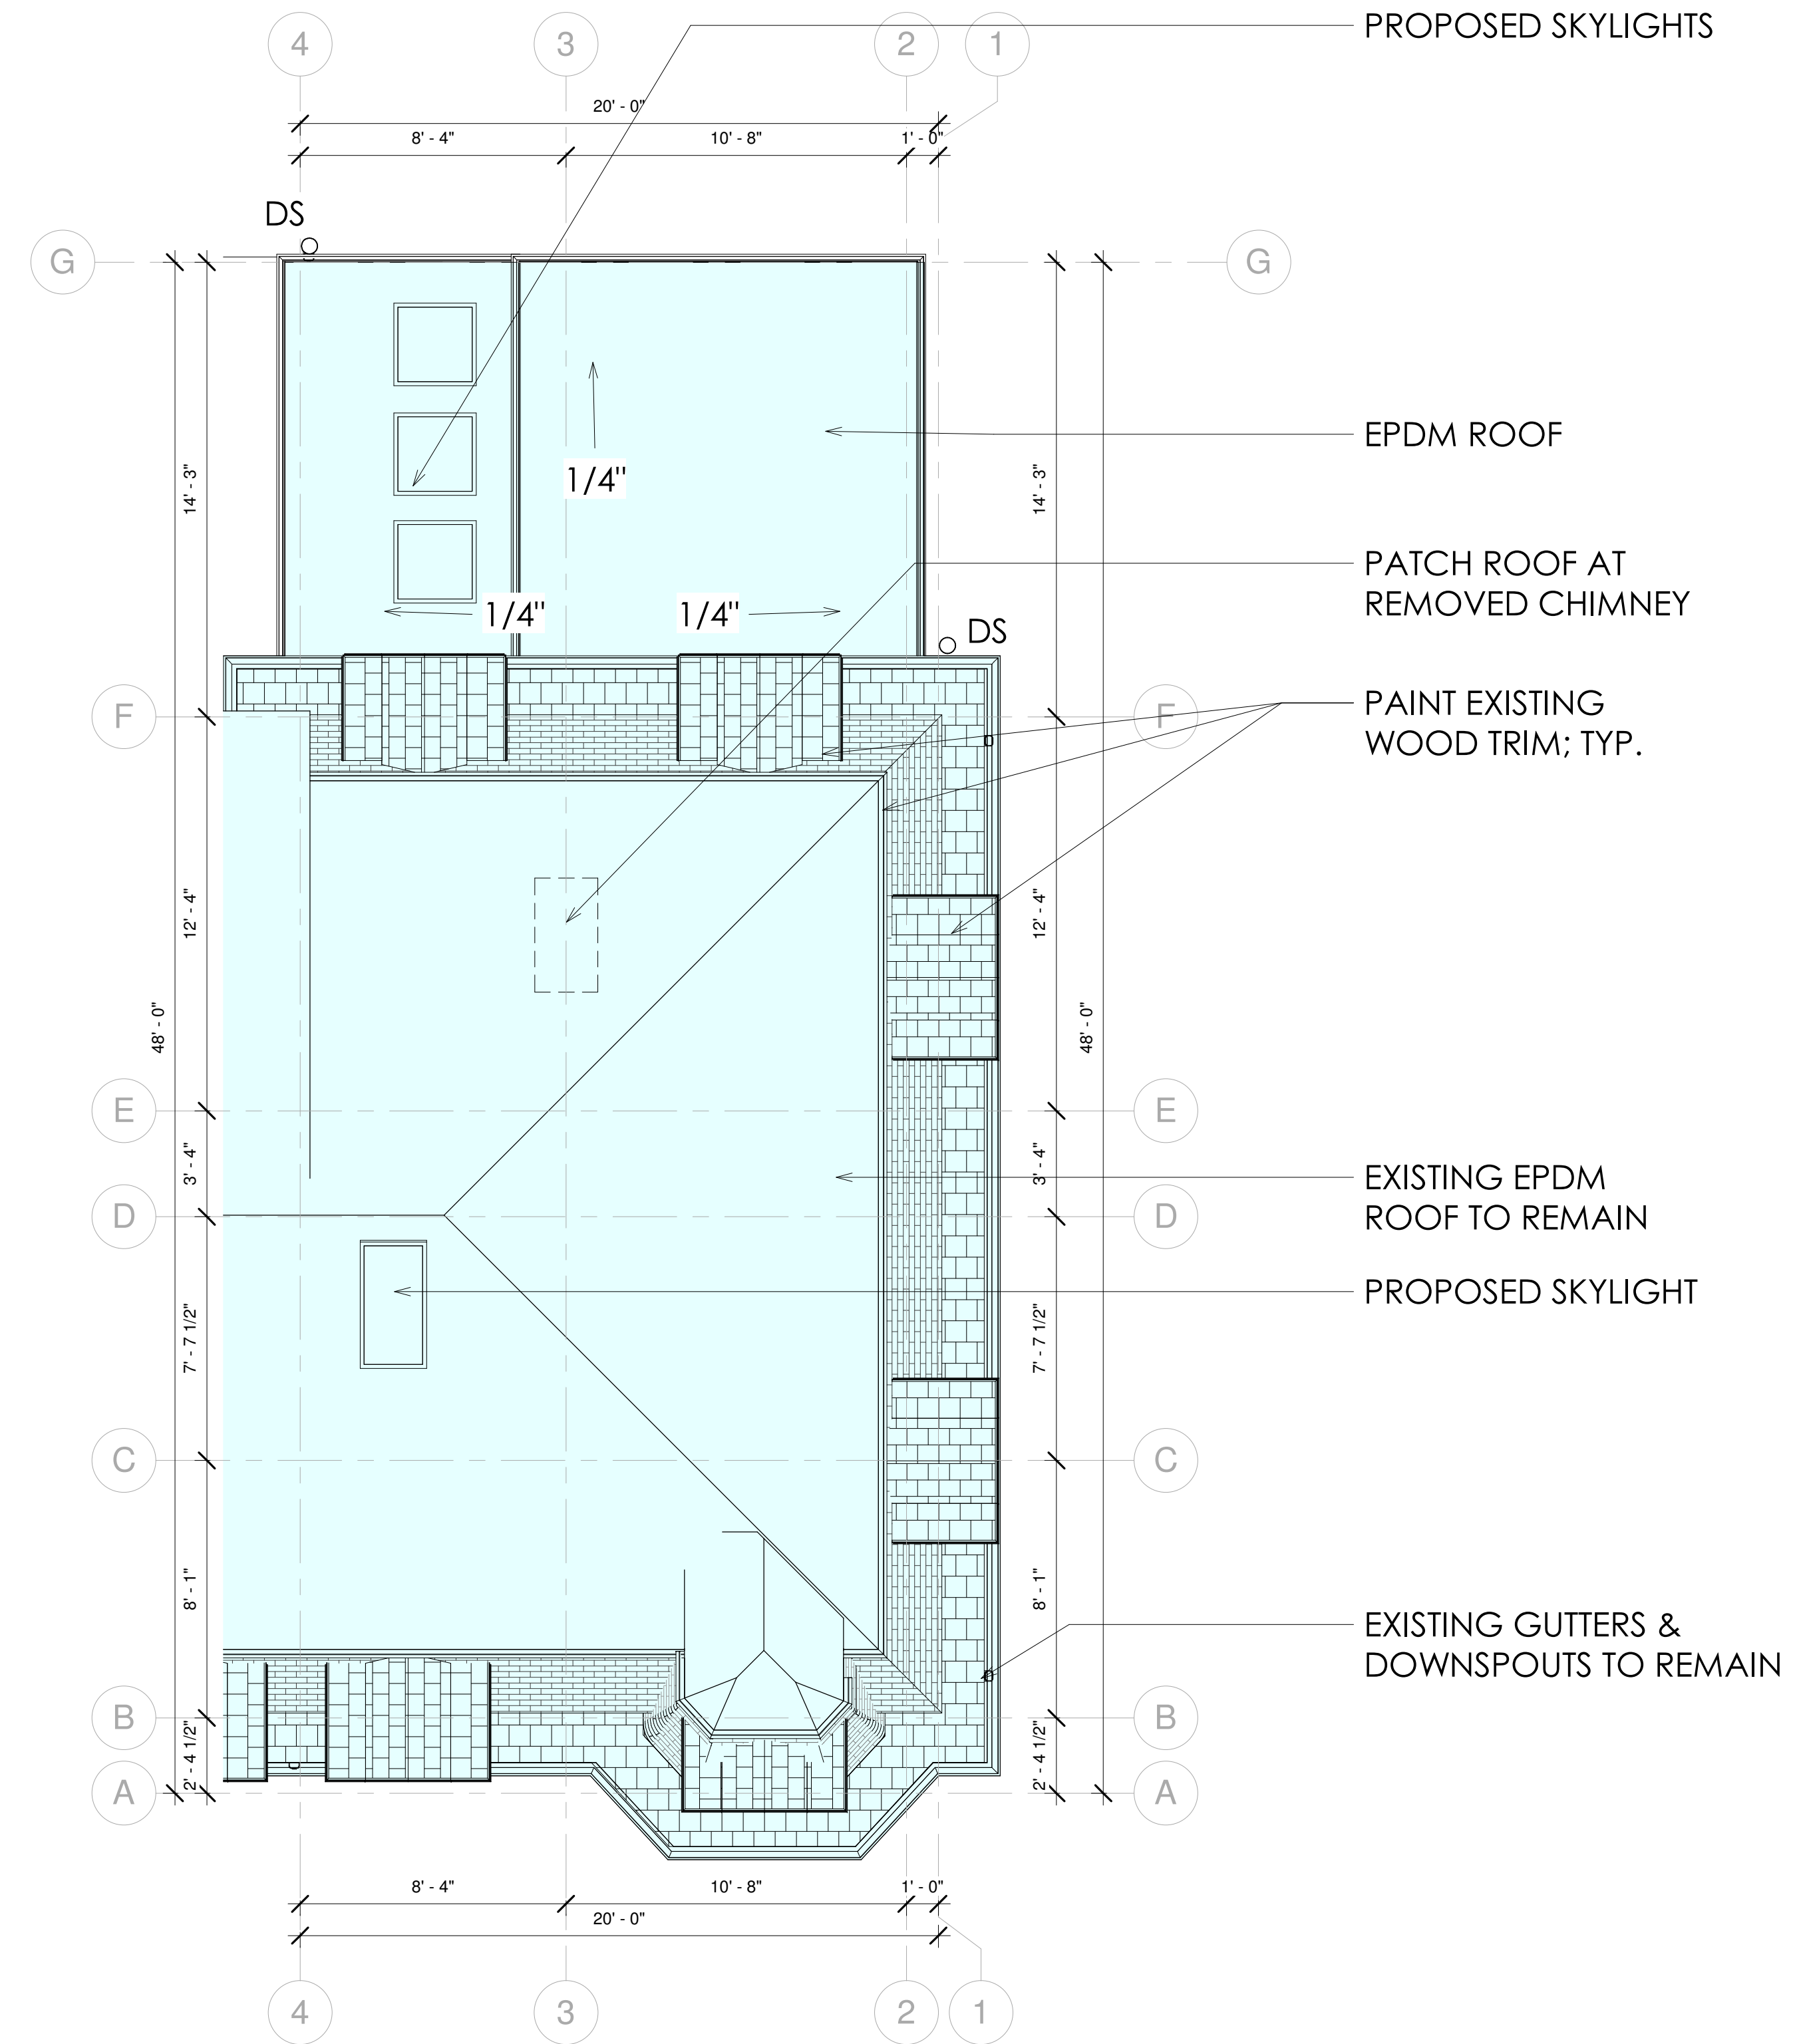 PROPOSED SKYLIGHTS
4
3
2
1
20' - 0"
8' - 4"
10' - 8"
1' - 0"
DS
G
G
14' - 3"
14' - 3"
EPDM ROOF
1/4"
PATCH ROOF AT
REMOVED CHIMNEY
1/4"
1/4"
DS
F
F
PAINT EXISTING
WOOD TRIM; TYP.
12' - 4"
12' - 4"
48' - 0"
48' - 0"
E
E
3' - 4"
3' - 4"
EXISTING EPDM
ROOF TO REMAIN
D
D
PROPOSED SKYLIGHT
7' - 7 1/2"
7' - 7 1/2"
C
C
8' - 1"
8' - 1"
EXISTING GUTTERS &
DOWNSPOUTS TO REMAIN
B
B
2' - 4 1/2"
2' - 4 1/2"
A
A
8' - 4"
10' - 8"
1' - 0"
20' - 0"
4
3
2
1